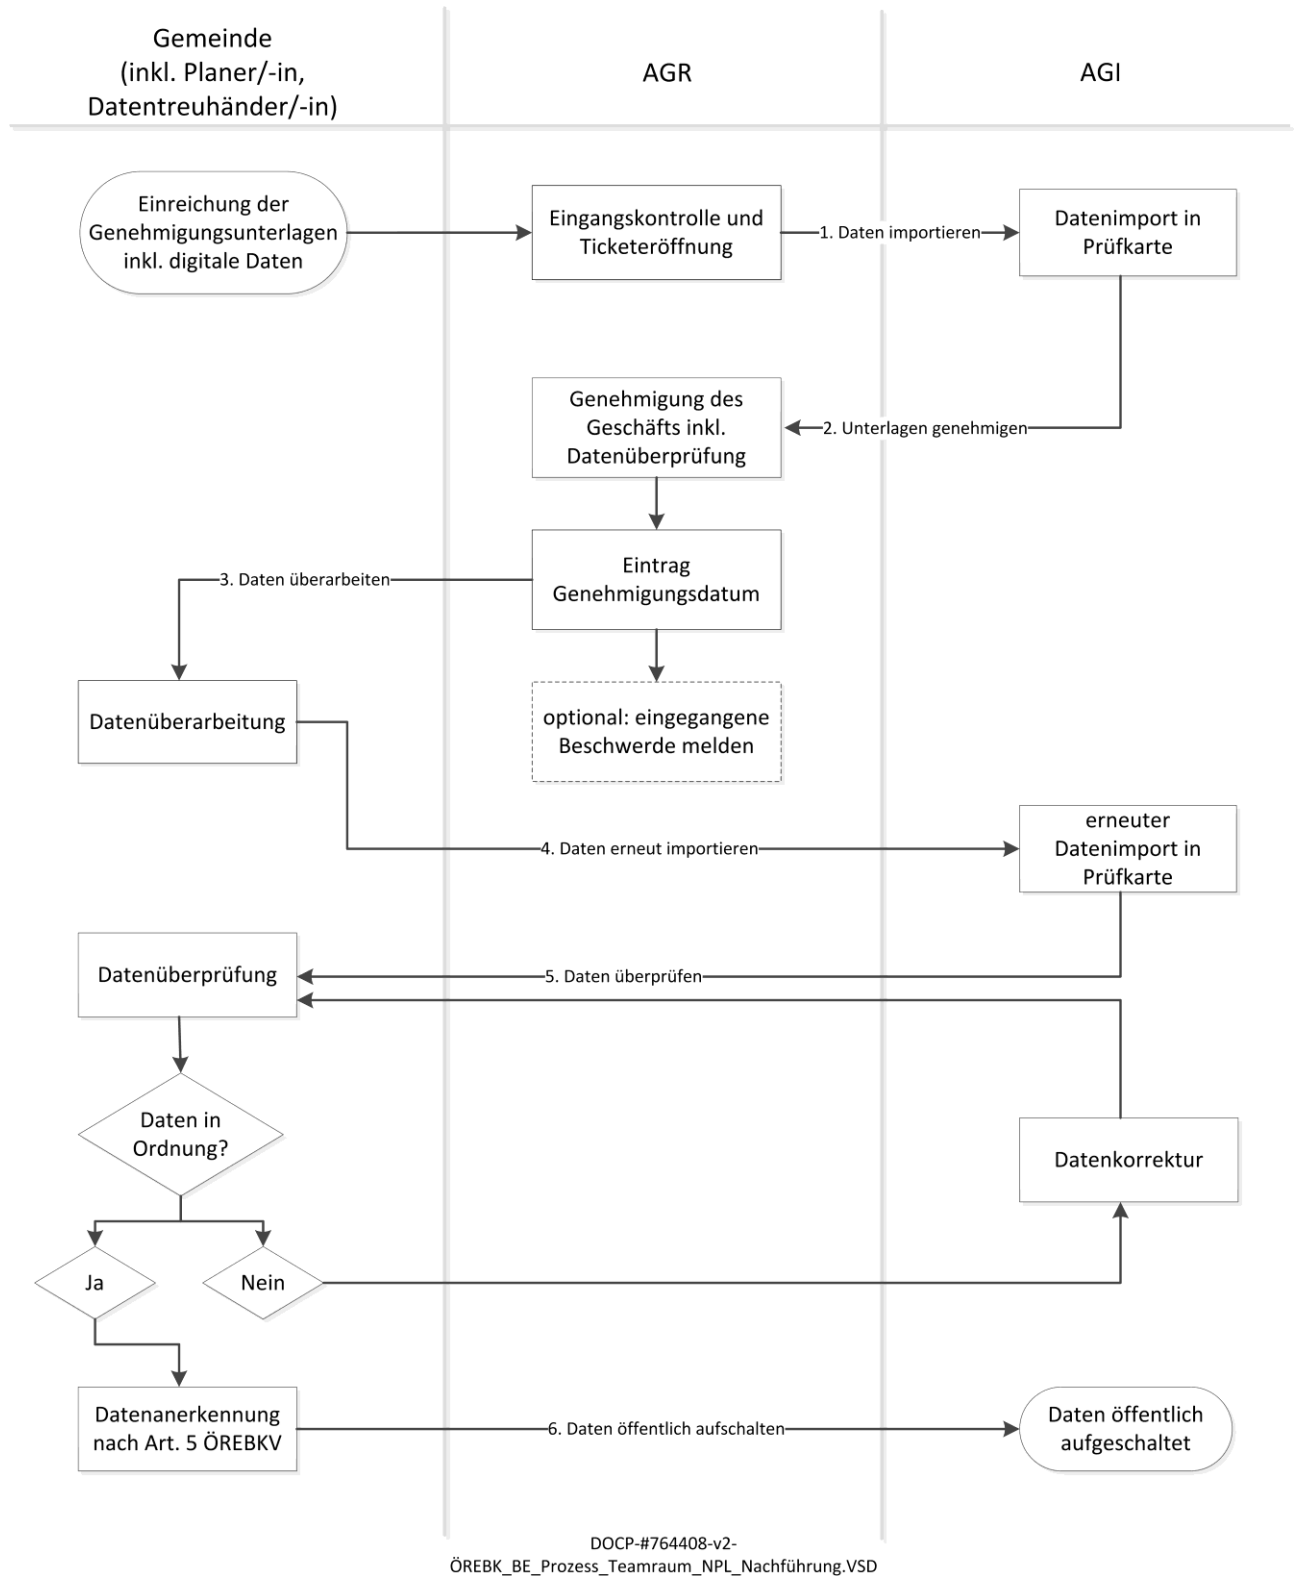 Gemeinde
(inkl. Planer/-in,
Datentreuhänder/-in)
AGR
AGI
Einreichung der
Genehmigungsunterlagen
inkl. digitale Daten
Eingangskontrolle und
Ticketeröffnung
1. Daten importieren
Datenimport in
Prüfkarte
Genehmigung des
Geschäfts inkl.
Datenüberprüfung
2. Unterlagen genehmigen
Eintrag
Genehmigungsdatum
3. Daten überarbeiten
Datenüberarbeitung
optional: eingegangene
Beschwerde melden
4. Daten erneut importieren
erneuter
Datenimport in
Prüfkarte
Datenüberprüfung
5. Daten überprüfen
Daten in
Ordnung?
Datenkorrektur
Ja
Nein
Datenanerkennung
nach Art. 5 ÖREBKV
6. Daten öffentlich aufschalten
Daten öffentlich
aufgeschaltet
DOCP-#764408-v2-
ÖREBK_BE_Prozess_Teamraum_NPL_Nachführung.VSD